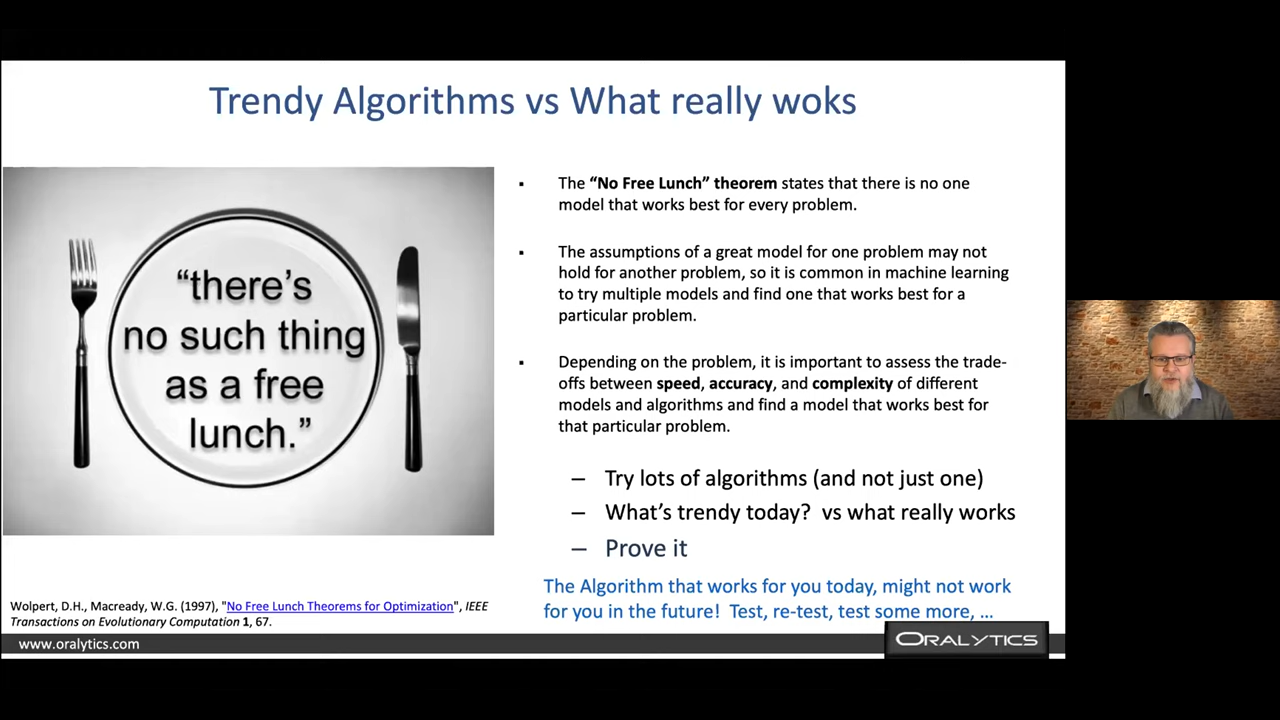 Trendy Algorithms vs What really woks
“there’s
no such thing
as a free
lunch.”
▪ The “No Free Lunch” theorem states that there is no one
model that works best for every problem.
▪ The assumptions of a great model for one problem may not
hold for another problem, so it is common in machine learning
to try multiple models and find one that works best for a
particular problem.
▪ Depending on the problem, it is important to assess the trade-
offs between speed, accuracy, and complexity of different
models and algorithms and find a model that works best for
that particular problem.
– Try lots of algorithms (and not just one)
– What’s trendy today?  vs what really works
– Prove it
The Algorithm that works for you today, might not work
for you in the future!  Test, re-test, test some more, …
Wolpert, D.H., Macready, W.G. (1997), "No Free Lunch Theorems for Optimization", IEEE
Transactions on Evolutionary Computation 1, 67.
www.oralytics.com
ORALYTICS